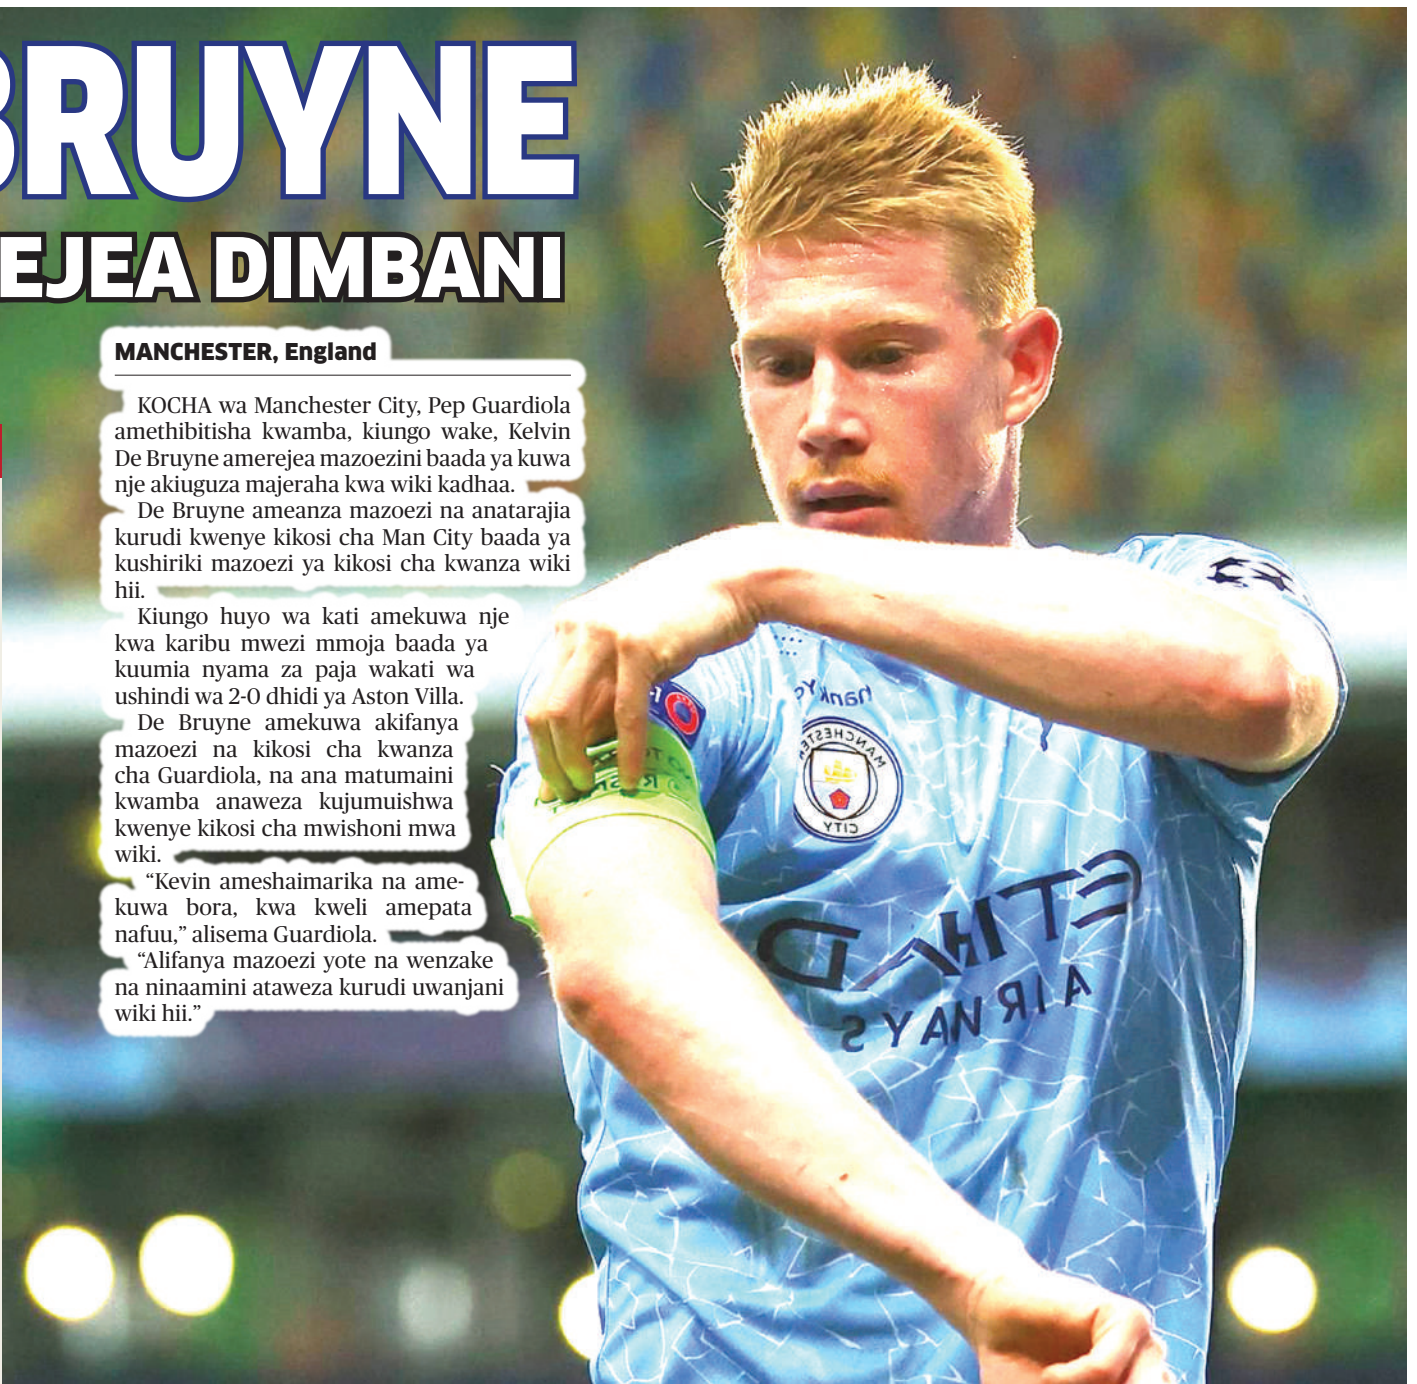 BRUYNE
EJEA DIMBANI
MANCHESTER, England
KOCHA wa Manchester City, Pep Guardiola
amethibitisha kwamba, kiungo wake, Kelvin
De Bruyne amerejea mazoezini baada ya kuwa
nje akiuguza majeraha kwa wiki kadhaa.
De Bruyne ameanza mazoezi na anatarajia
kurudi kwenye kikosi cha Man City baada ya
kushiriki mazoezi ya kikosi cha kwanza wiki
hii.
Kiungo huyo wa kati amekuwa nje
kwa karibu mwezi mmoja baada ya
kuumia nyama za paja wakati wa
ushindi wa 2-0 dhidi ya Aston Villa.
De Bruyne amekuwa akifanya
mazoezi na kikosi cha kwanza
cha Guardiola, na ana matumaini
kwamba anaweza kujumuishwa
kwenye kikosi cha mwishoni mwa
wiki.
“Kevin ameshaimarika na ame-
kuwa bora, kwa kweli amepata
nafuu,” alisema Guardiola.
“Alifanya mazoezi yote na wenzake
na ninaamini ataweza kurudi uwanjani
wiki hii.”
MANCHESTER
CITY
ETIHAD
AIRWAYS